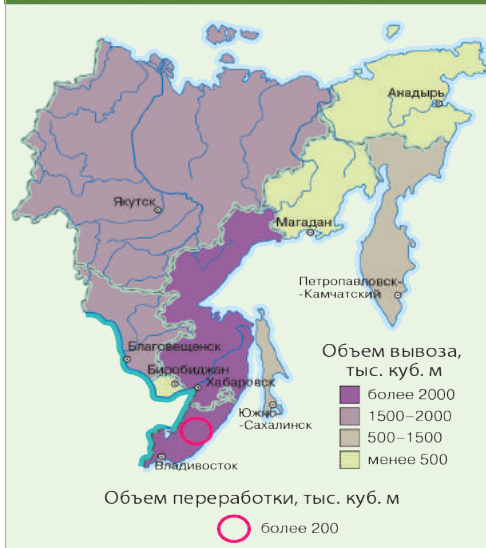 Анадырь
Якутск
Магадан
Петропавловск-
-Камчатский
Благовещенск
Биробиджан
Хабаровск
Южно
-Сахалинск
Владивосток
Объем вывоза,
тыс. куб. м
более 2000
1500–2000
500–1500
менее 500
Объем переработки, тыс. куб. м
более 200